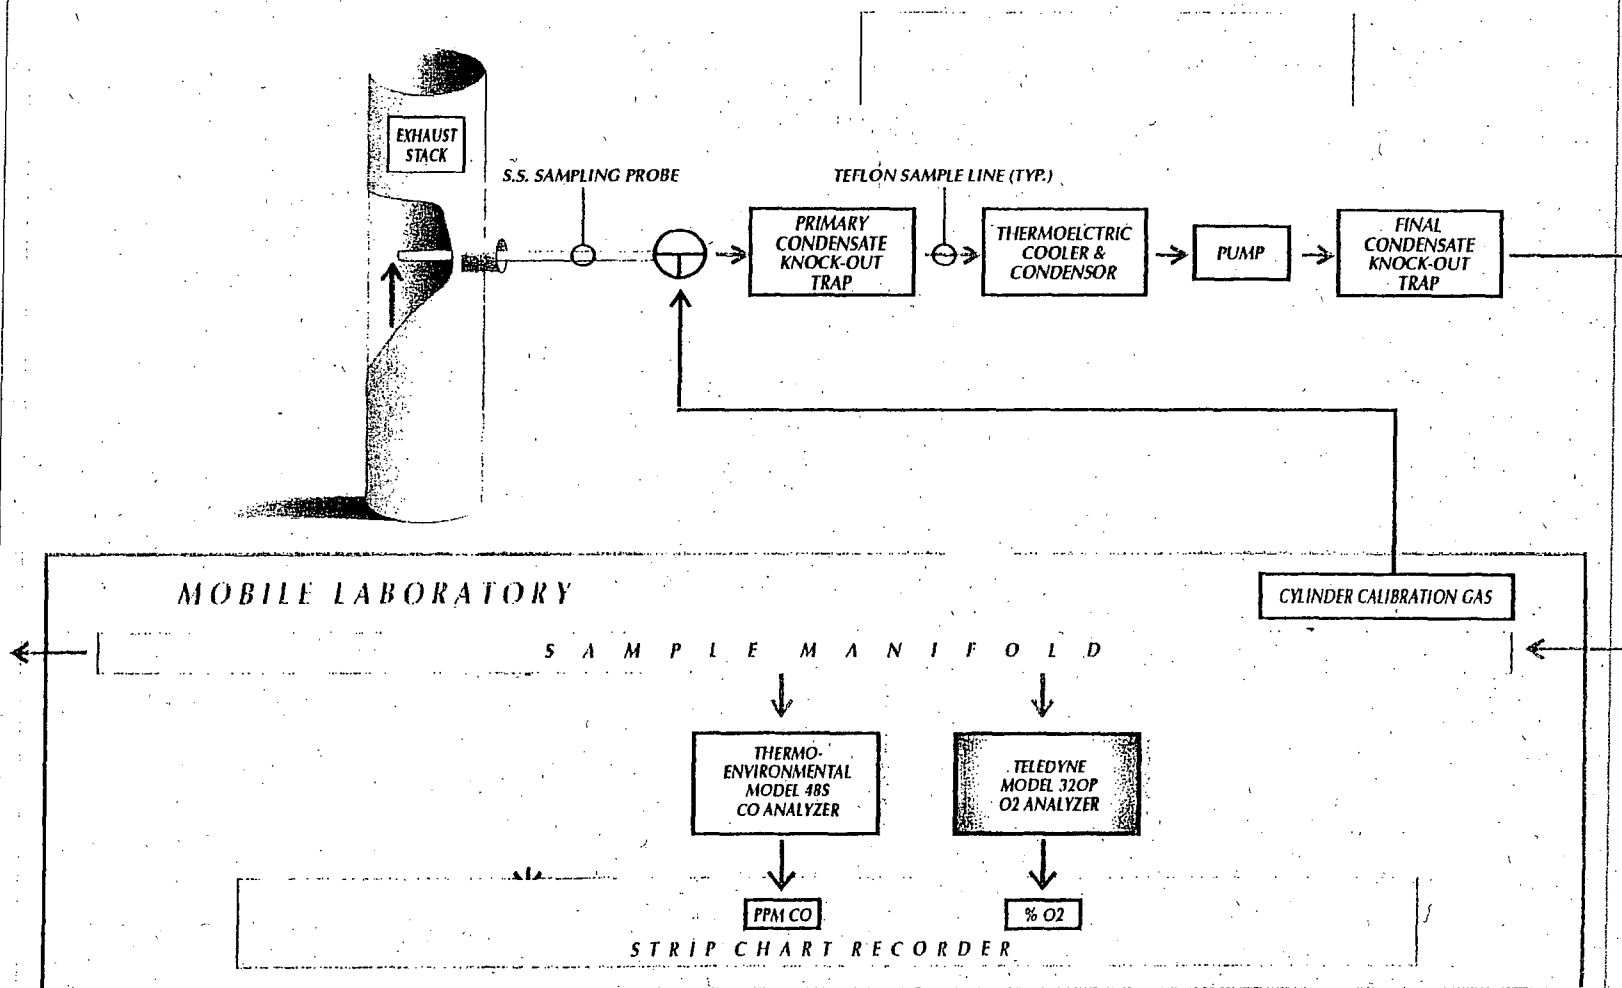 EXHAUST
STACK
S.S. SAMPLING PROBE
TEFLON SAMPLE LINE (TYP.)
PRIMARY
CONDENSATE
KNOCK-OUT
TRAP
THERMOELCTRIC
COOLER &
CONDENSOR
PUMP
FINAL
CONDENSATE
KNOCK-OUT
TRAP
MOBILE LABORATORY
CYLINDER CALIBRATION GAS
SAMPLE MANIFOLD
THERMO-
ENVIRONMENTAL
MODEL 48S
CO ANALYZER
TELEDYNE
MODEL 320P
O2 ANALYZER
PPM CO
% O2
STRIP CHART RECORDER